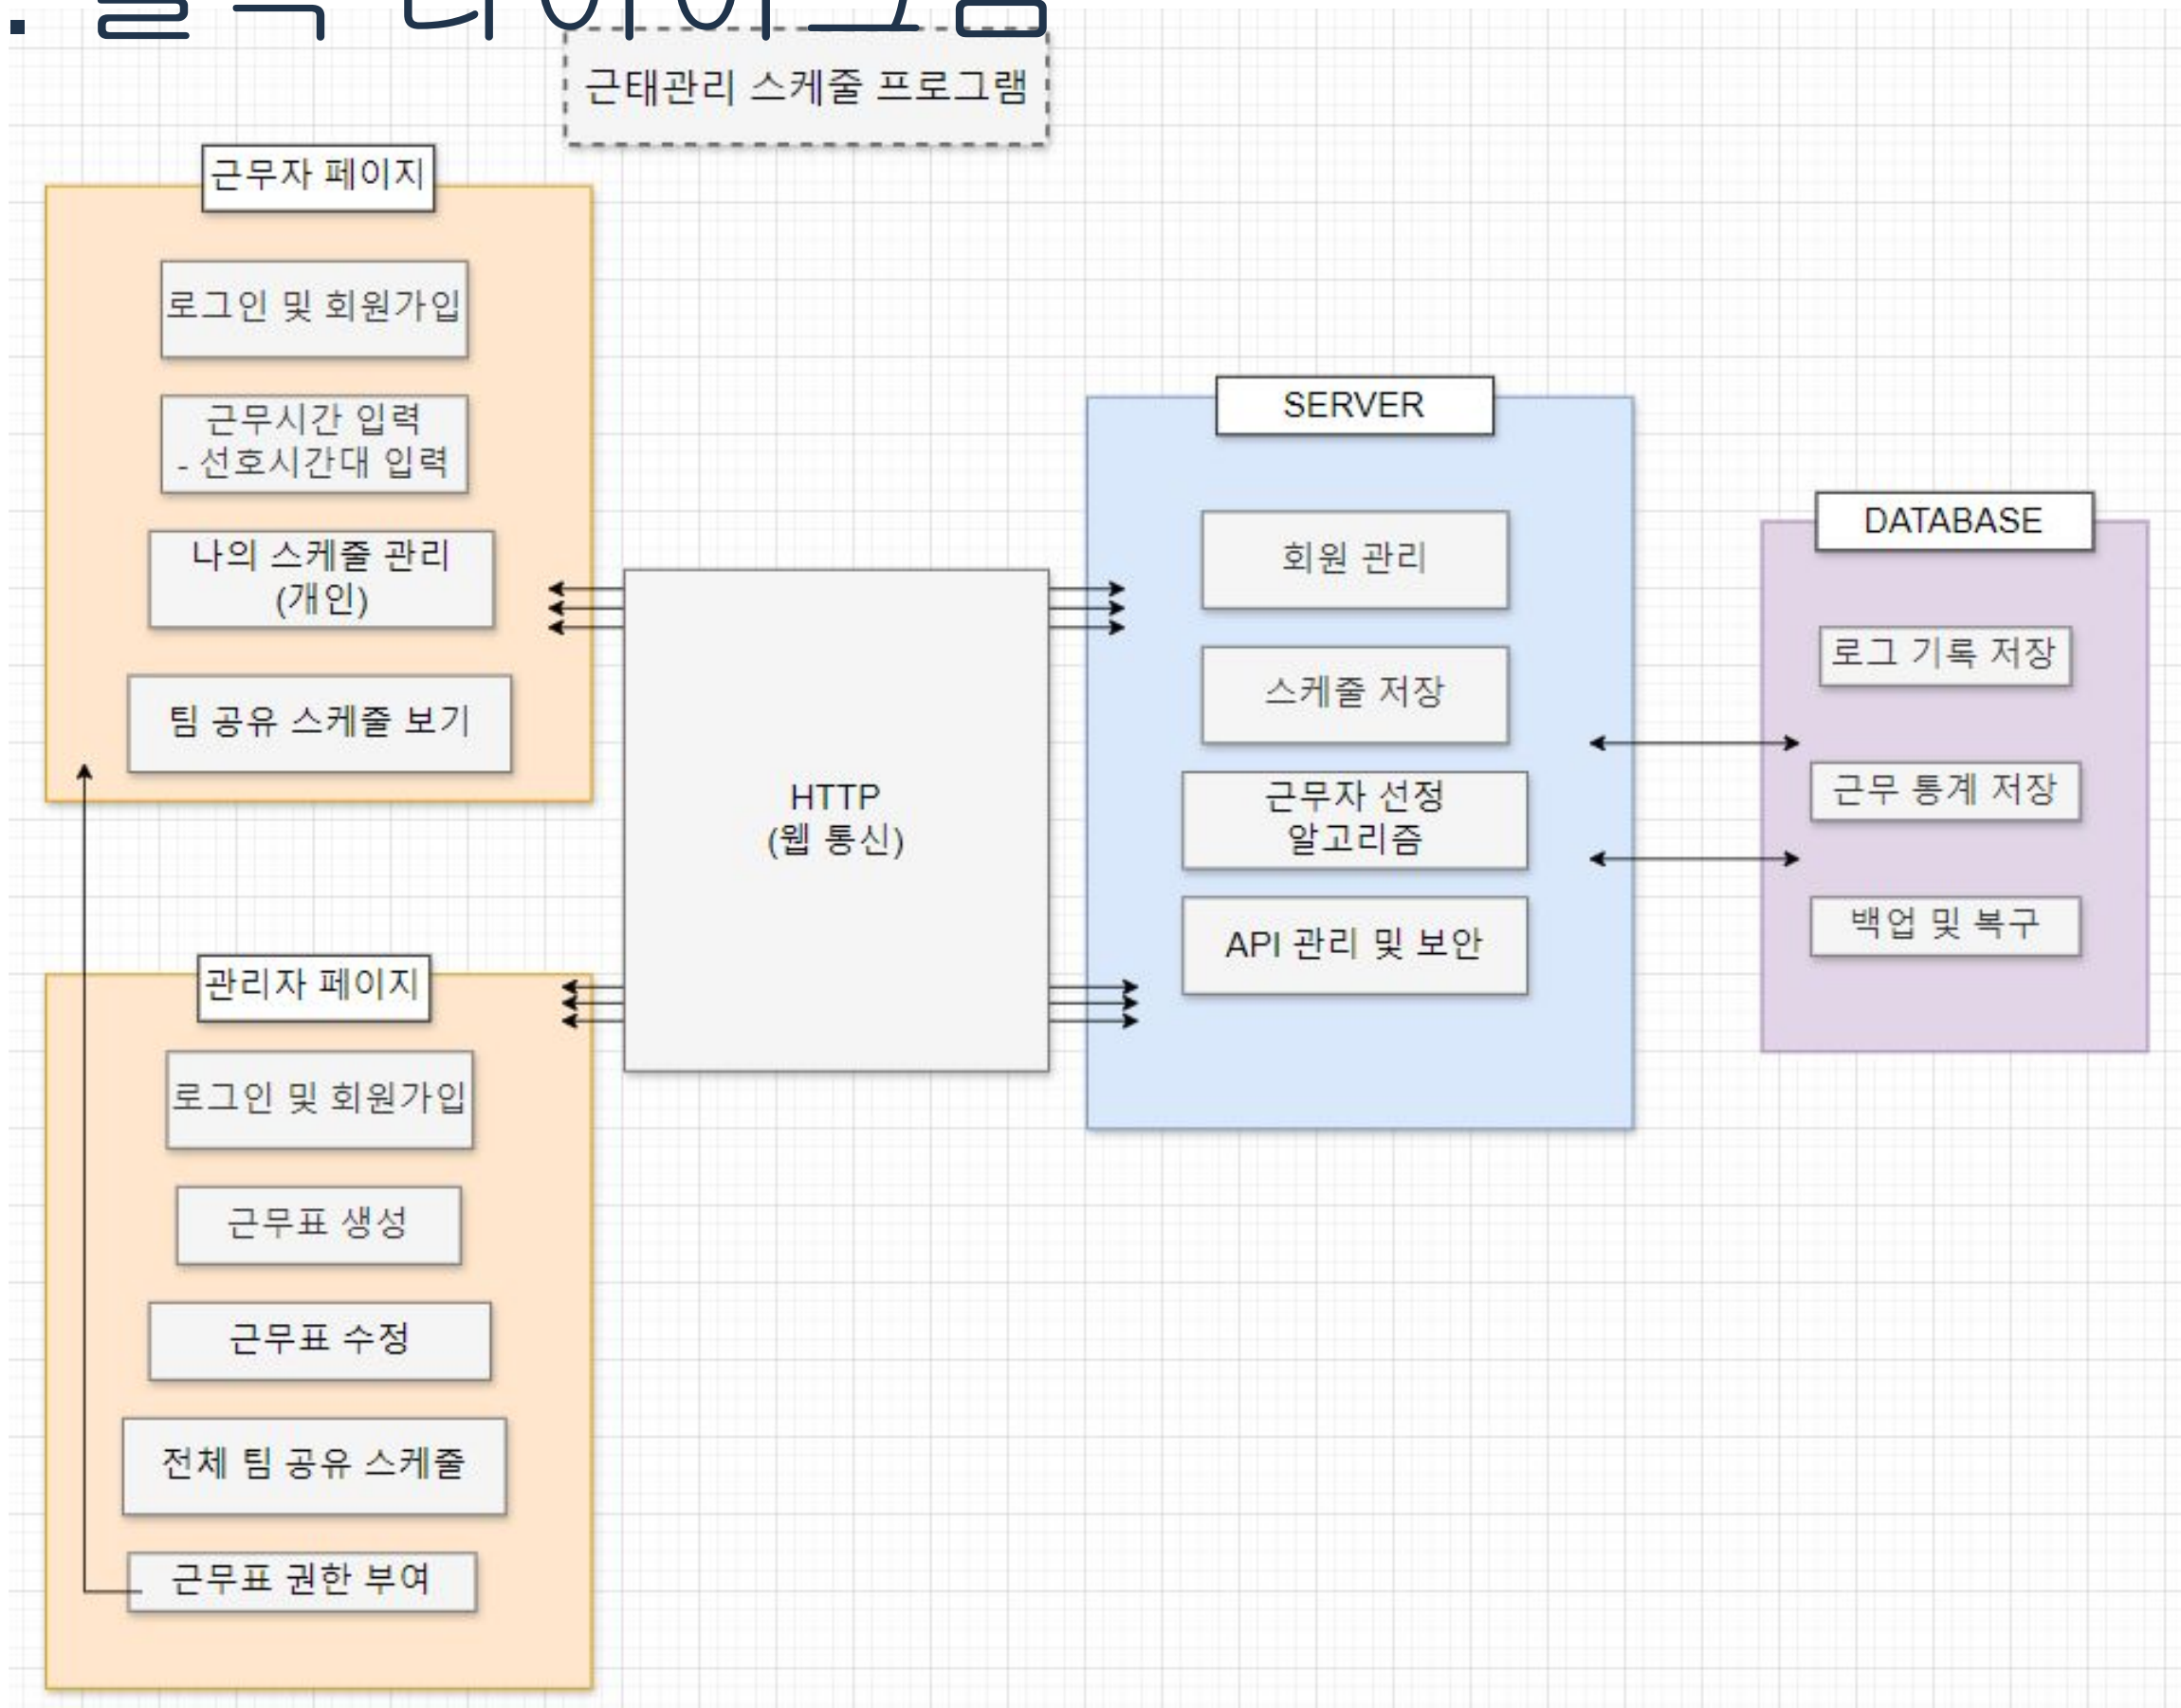 . 블록 다이어그램
근태관리 스케줄 프로그램
근무자 페이지
로그인 및 회원가입
근무시간 입력
- 선호시간대 입력
나의 스케줄 관리
(개인)
팀 공유 스케줄 보기
HTTP
(웹 통신)
SERVER
회원 관리
스케줄 저장
근무자 선정
알고리즘
API 관리 및 보안
DATABASE
로그 기록 저장
근무 통계 저장
백업 및 복구
관리자 페이지
로그인 및 회원가입
근무표 생성
근무표 수정
전체 팀 공유 스케줄
근무표 권한 부여